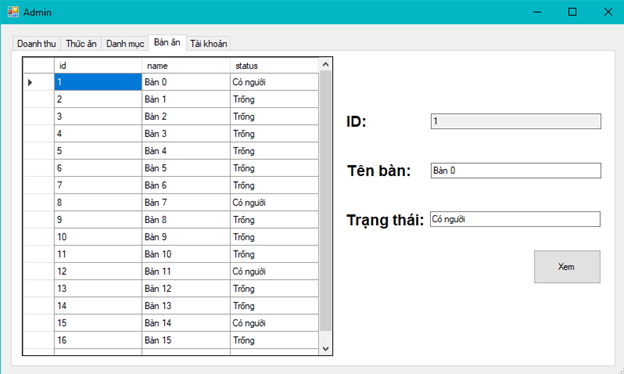 Admin
Doanh thu Thức ăn Danh mục Bàn ăn Tài khoản
id name status
1 Bàn 0 Có người
2 Bàn 1 Trống
3 Bàn 2 Trống
4 Bàn 3 Trống
5 Bàn 4 Trống
6 Bàn 5 Trống
7 Bàn 6 Trống
8 Bàn 7 Có người
9 Bàn 8 Trống
10 Bàn 9 Trống
11 Bàn 10 Trống
12 Bàn 11 Có người
13 Bàn 12 Trống
14 Bàn 13 Trống
15 Bàn 14 Có người
16 Bàn 15 Trống
ID: 1
Tên bàn: Bàn 0
Trạng thái: Có người
Xem